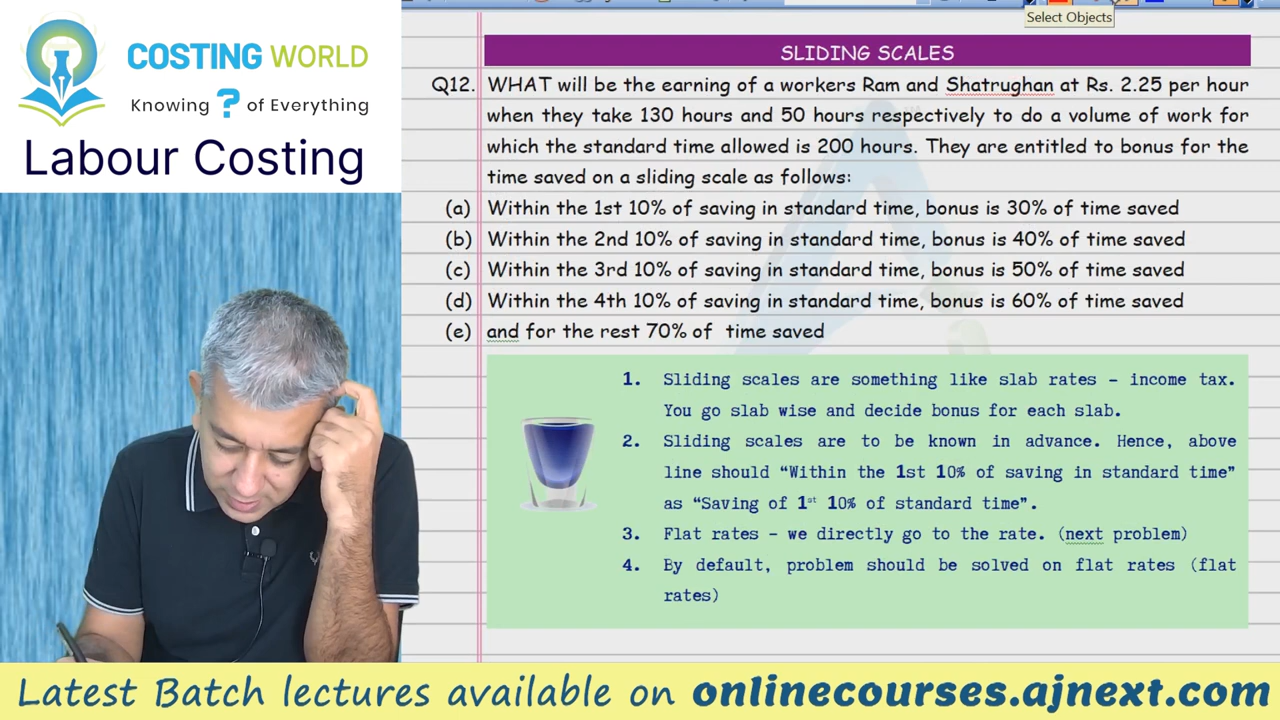 Select Objects
COSTING WORLD
Knowing ? of Everything
Labour Costing
SLIDING SCALES
Q12. WHAT will be the earning of a workers Ram and Shatrughan at Rs. 2.25 per hour
when they take 130 hours and 50 hours respectively to do a volume of work for
which the standard time allowed is 200 hours. They are entitled to bonus for the
time saved on a sliding scale as follows:
(a) Within the 1st 10% of saving in standard time, bonus is 30% of time saved
(b) Within the 2nd 10% of saving in standard time, bonus is 40% of time saved
(c) Within the 3rd 10% of saving in standard time, bonus is 50% of time saved
(d) Within the 4th 10% of saving in standard time, bonus is 60% of time saved
(e) and for the rest 70% of time saved
1. Sliding scales are something like slab rates – income tax.
You go slab wise and decide bonus for each slab.
2. Sliding scales are to be known in advance. Hence, above
line should “Within the 1st 10% of saving in standard time”
as “Saving of 1st 10% of standard time”.
3. Flat rates – we directly go to the rate. (next problem)
4. By default, problem should be solved on flat rates (flat
rates)
Latest Batch lectures available on onlinecourses.ajnext.com